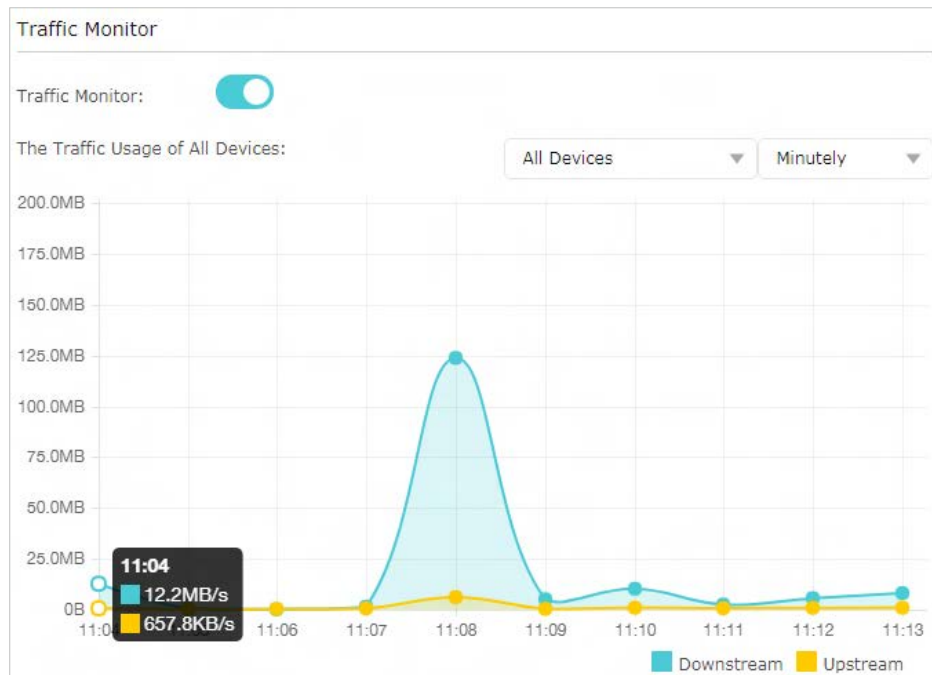 Traffic Monitor
Traffic Monitor:
The Traffic Usage of All Devices:
All Devices
Minutely
200.0MB
175.0MB
150.0MB
125.0MB
100.0MB
75.0MB
50.0MB
25.0MB
0B
11:04
12.2MB/s
657.8KB/s
11:04
11:06
11:07
11:08
11:09
11:10
11:11
11:12
11:13
Downstream
Upstream